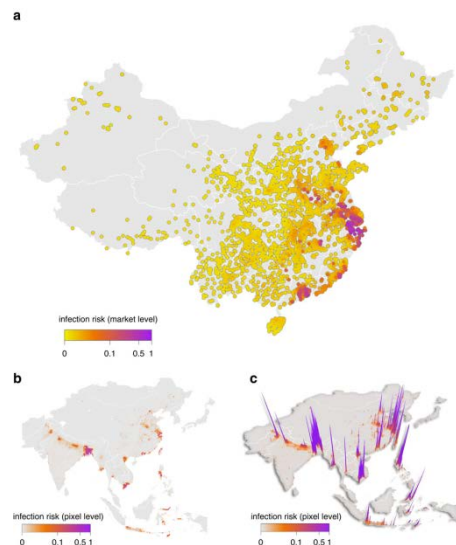 a
infection risk (market level)
0 0.1 0.5 1
b
c
infection risk (pixel level)
0 0.1 0.5 1
infection risk (pixel level)
0 0.1 0.5 1